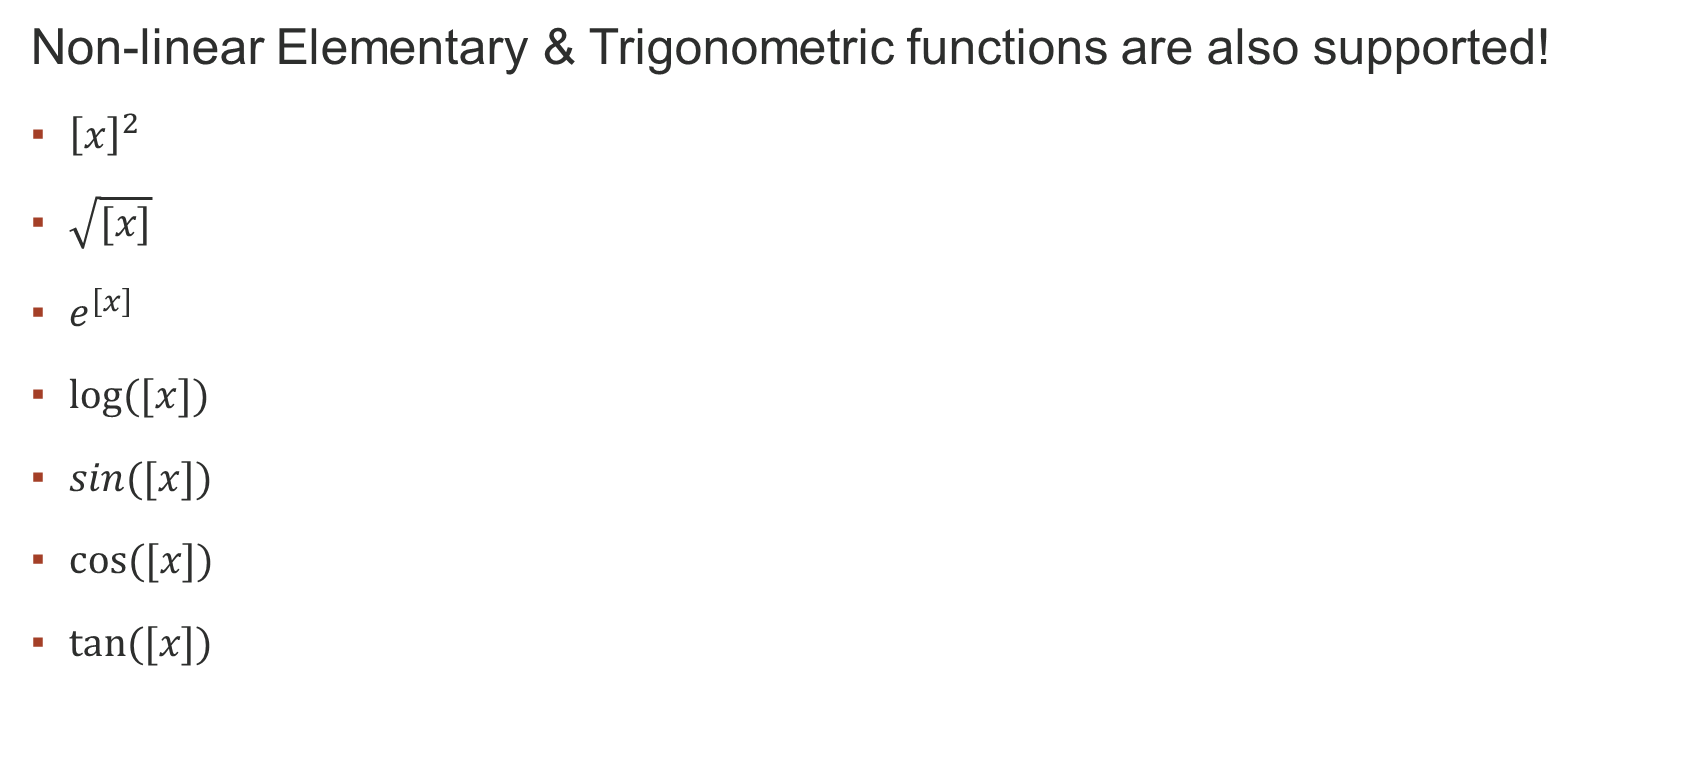 Non-linear Elementary & Trigonometric functions are also supported!
▪ [x]²
▪ √[x]
▪ e^[x]
▪ log([x])
▪ sin([x])
▪ cos([x])
▪ tan([x])